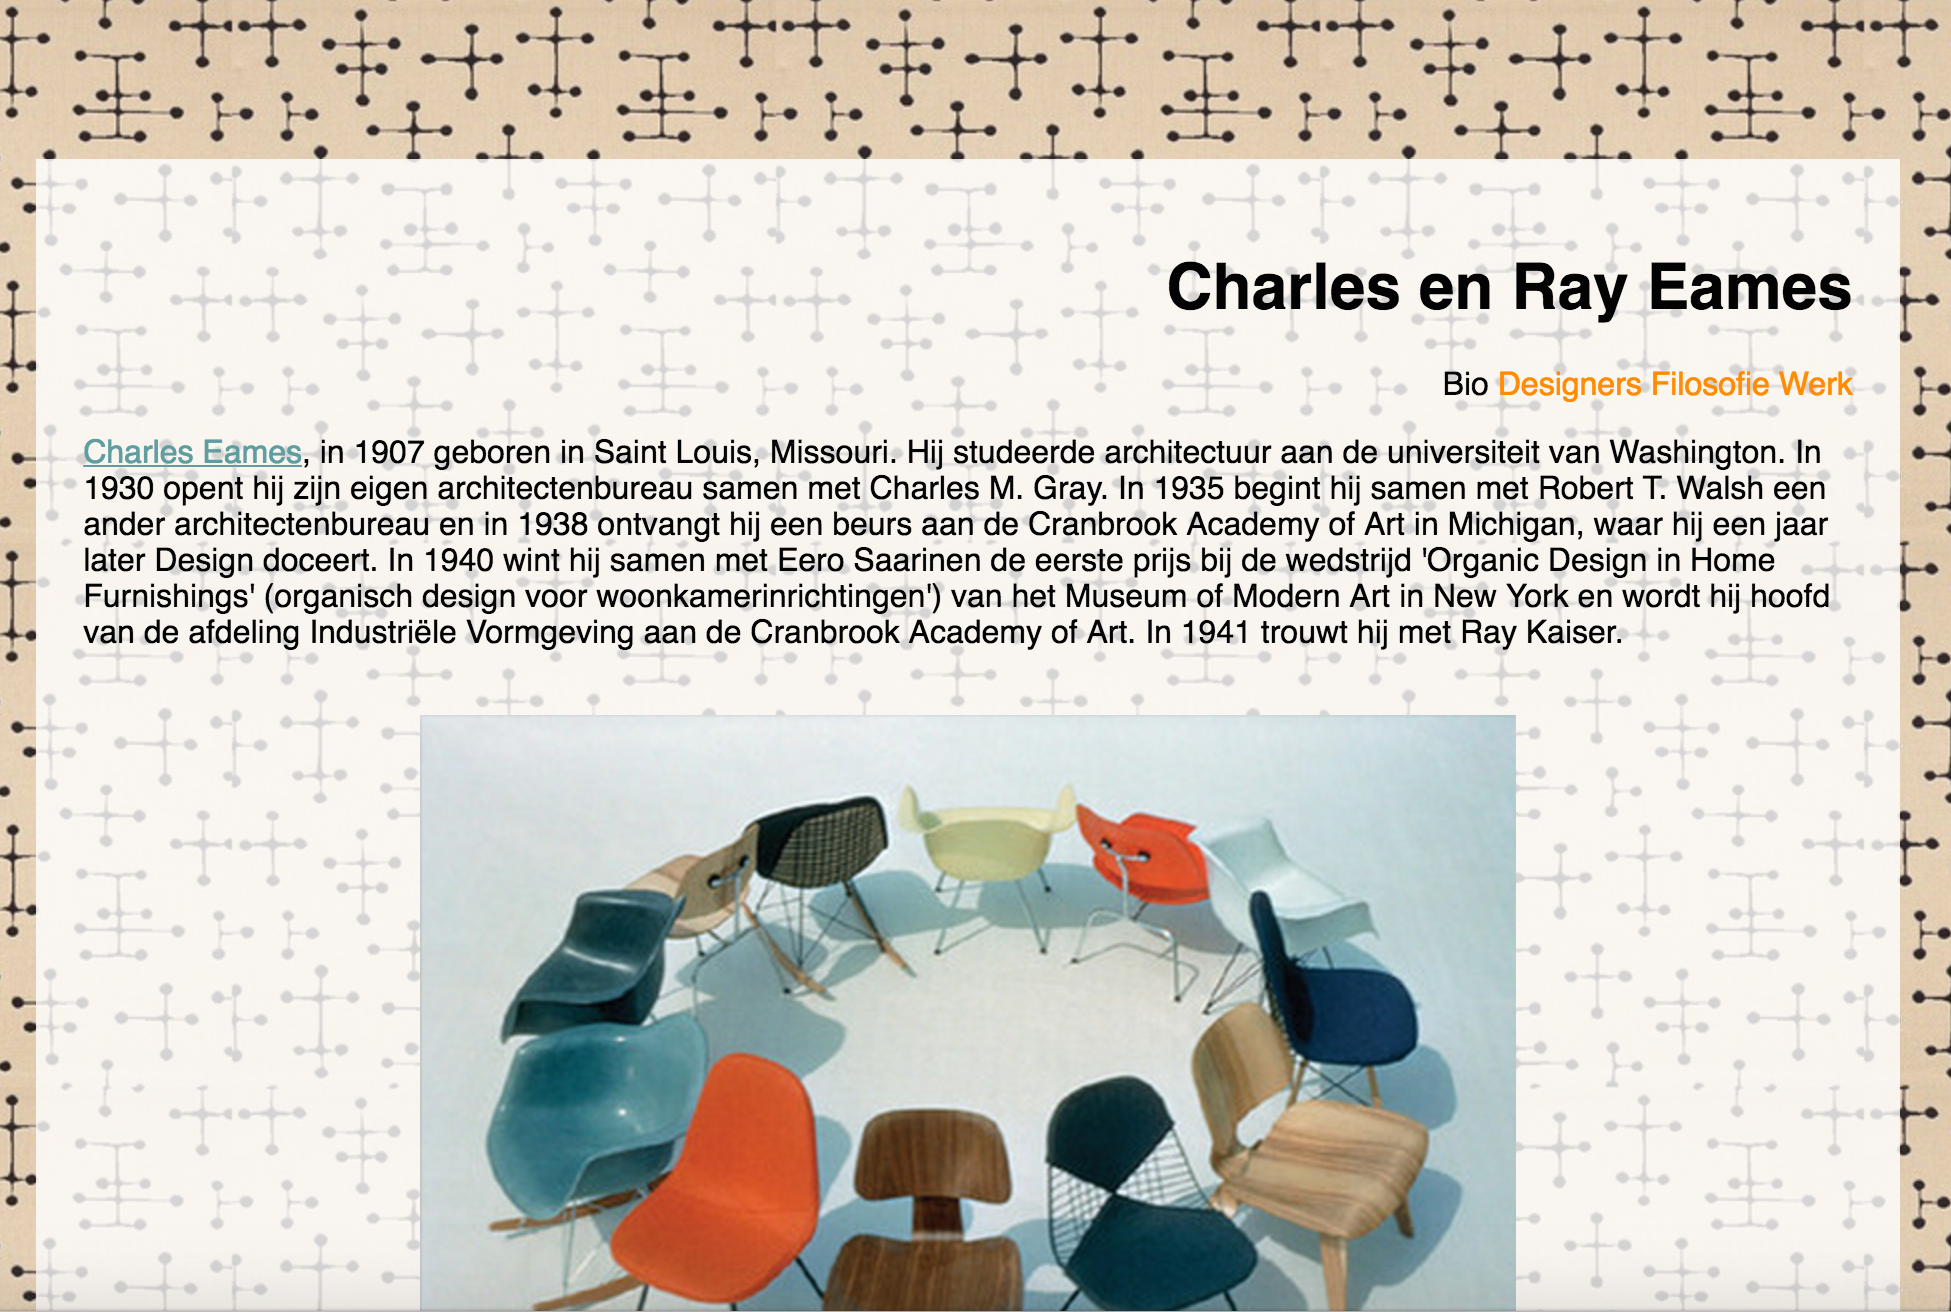 Charles en Ray Eames
Bio Designers Filosofie Werk
Charles Eames, in 1907 geboren in Saint Louis, Missouri. Hij studeerde architectuur aan de universiteit van Washington. In
1930 opent hij zijn eigen architectenbureau samen met Charles M. Gray. In 1935 begint hij samen met Robert T. Walsh een
ander architectenbureau en in 1938 ontvangt hij een beurs aan de Cranbrook Academy of Art in Michigan, waar hij een jaar
later Design doceert. In 1940 wint hij samen met Eero Saarinen de eerste prijs bij de wedstrijd 'Organic Design in Home
Furnishings' (organisch design voor woonkamerinrichtingen') van het Museum of Modern Art in New York en wordt hij hoofd
van de afdeling Industriële Vormgeving aan de Cranbrook Academy of Art. In 1941 trouwt hij met Ray Kaiser.